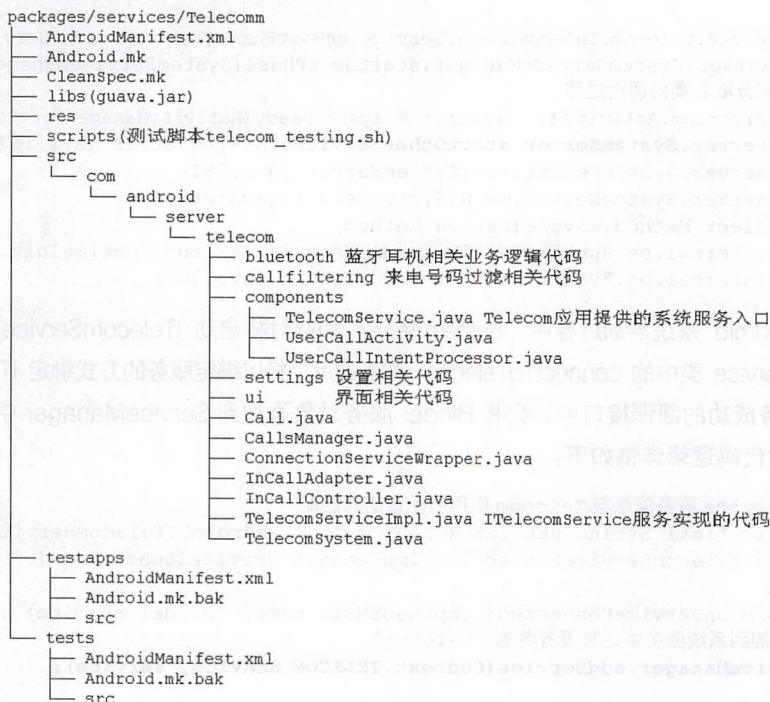 packages/services/Telecomm
├── AndroidManifest.xml
├── Android.mk
├── CleanSpec.mk
├── libs(guava.jar)
├── res
├── scripts(测试脚本telecom_testing.sh)
├── src
│   └── com
│       └── android
│           └── server
│               └── telecom
│                   ├── bluetooth 蓝牙耳机相关业务逻辑代码
│                   ├── Callfiltering 来电号码过滤相关代码
│                   ├── components
│                   │   ├── TelecomService.java Telecom应用提供的系统服务入口
│                   │   ├── UserCallActivity.java
│                   │   └── UserCallIntentProcessor.java
│                   ├── settings 设置相关代码
│                   ├── ui 界面相关代码
│                   ├── Call.java
│                   ├── CallsManager.java
│                   ├── ConnectionServiceWrapper.java
│                   ├── InCallAdapter.java
│                   ├── InCallController.java
│                   ├── TelecomServiceImpl.java ITelecomService服务实现的代码
│                   └── TelecomSystem.java
├── testapps
│   ├── AndroidManifest.xml
│   ├── Android.mk.bak
│   └── src
└── tests
    ├── AndroidManifest.xml
    ├── Android.mk.bak
    └── src